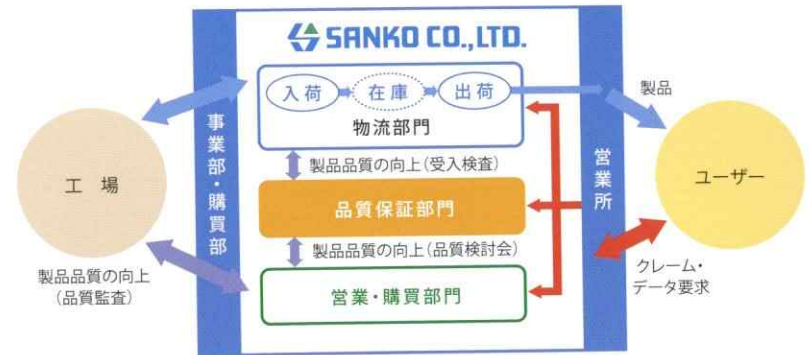 SANKO CO.,LTD.
入荷
在庫
出荷
物流部門
製品品質の向上(受入検査)
品質保証部門
製品品質の向上(品質検討会)
営業・購買部門
事業部・購買部
営業所
工場
製品品質の向上
(品質監査)
製品
ユーザー
クレーム・
データ要求